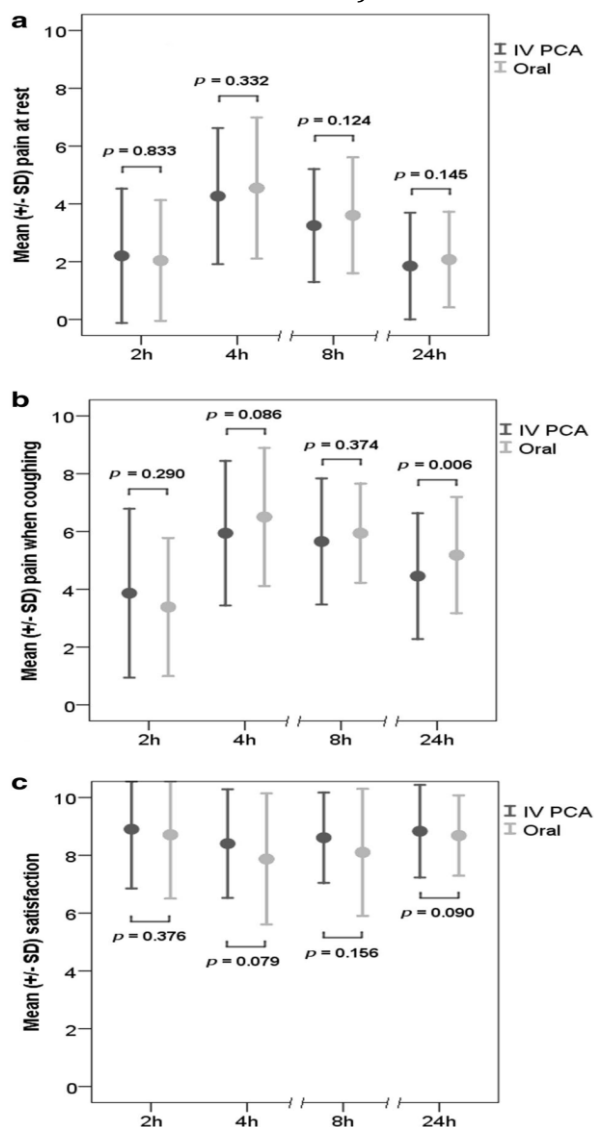 a
10
8
6
4
2
0
Mean (+/- SD) pain at rest
p = 0.833
p = 0.332
p = 0.124
p = 0.145
2h
4h
8h
24h
IV PCA
Oral
b
10
8
6
4
2
0
Mean (+/- SD) pain when coughing
p = 0.290
p = 0.086
p = 0.374
p = 0.006
2h
4h
8h
24h
IV PCA
Oral
c
10
8
6
4
2
0
Mean (+/- SD) satisfaction
p = 0.376
p = 0.079
p = 0.156
p = 0.090
2h
4h
8h
24h
IV PCA
Oral